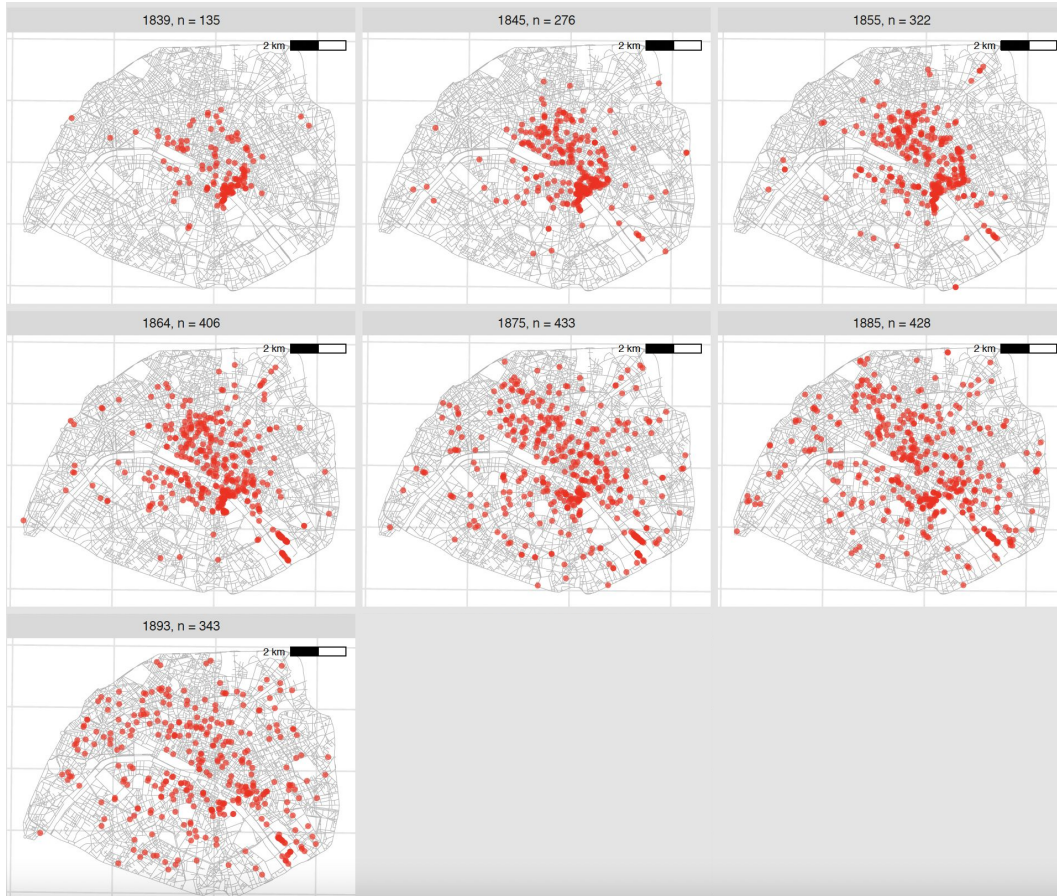 1839, n = 135
2 km
1845, n = 276
2 km
1855, n = 322
2 km
1864, n = 406
2 km
1875, n = 433
2 km
1885, n = 428
2 km
1893, n = 343
2 km